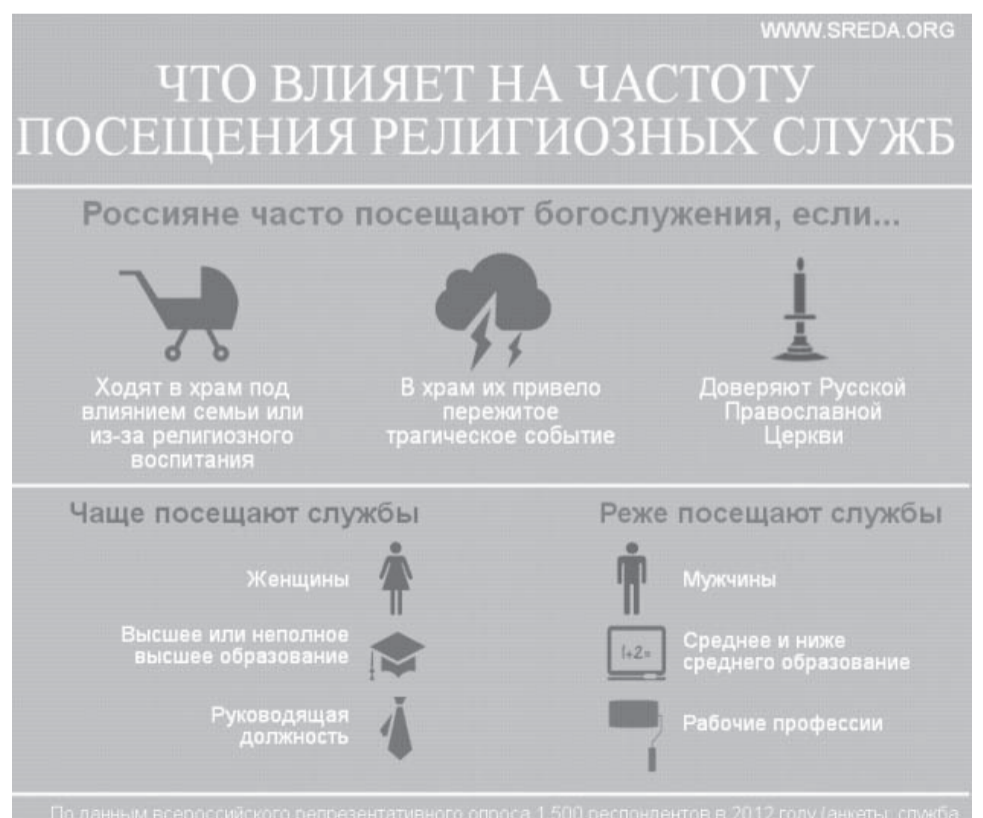 WWW.SREDA.ORG
ЧТО ВЛИЯЕТ НА ЧАСТОТУ
ПОСЕЩЕНИЯ РЕЛИГИОЗНЫХ СЛУЖБ
Россияне часто посещают богослужения, если...
Ходят в храм под
влиянием семьи или
из-за религиозного
воспитания
В храм их привело
пережитое
трагическое событие
Доверяют Русской
Православной
Церкви
Чаще посещают службы
Женщины
Высшее или неполное
высшее образование
Руководящая
должность
Реже посещают службы
Мужчины
1+2=
Среднее и ниже
среднего образование
Рабочие профессии
По данным всероссийского репрезентативного опроса 1 500 респондентов в 2012 году (анкеты, служба